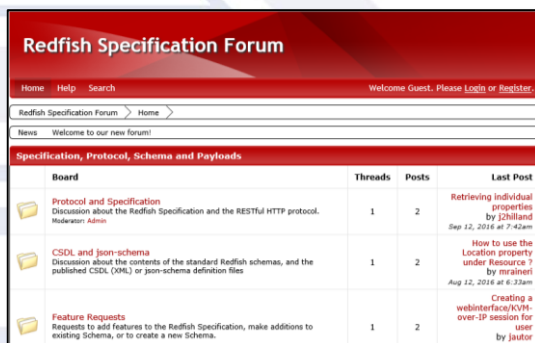 Redfish Specification Forum
Home Help Search Welcome Guest. Please Login or Register.
Redfish Specification Forum Home
News Welcome to our new forum!
Specification, Protocol, Schema and Payloads
Board Threads Posts Last Post
Protocol and Specification
Discussion about the Redfish Specification and the RESTful HTTP protocol.
Moderator: Admin
1 2
Retrieving individual
properties
by j2hilland
Sep 12, 2016 at 7:42am
CSDL and json-schema
Discussion about the contents of the standard Redfish schemas, and the
published CSDL (XML) or json-schema definition files
1 2
How to use the
Location property
under Resource ?
by mraineri
Aug 12, 2016 at 6:33am
Feature Requests
Requests to add features to the Redfish Specification, make additions to
existing Schema, or to create a new Schema.
1 2
Creating a
webinterface/KVM-
over-IP session for
user
by jautor